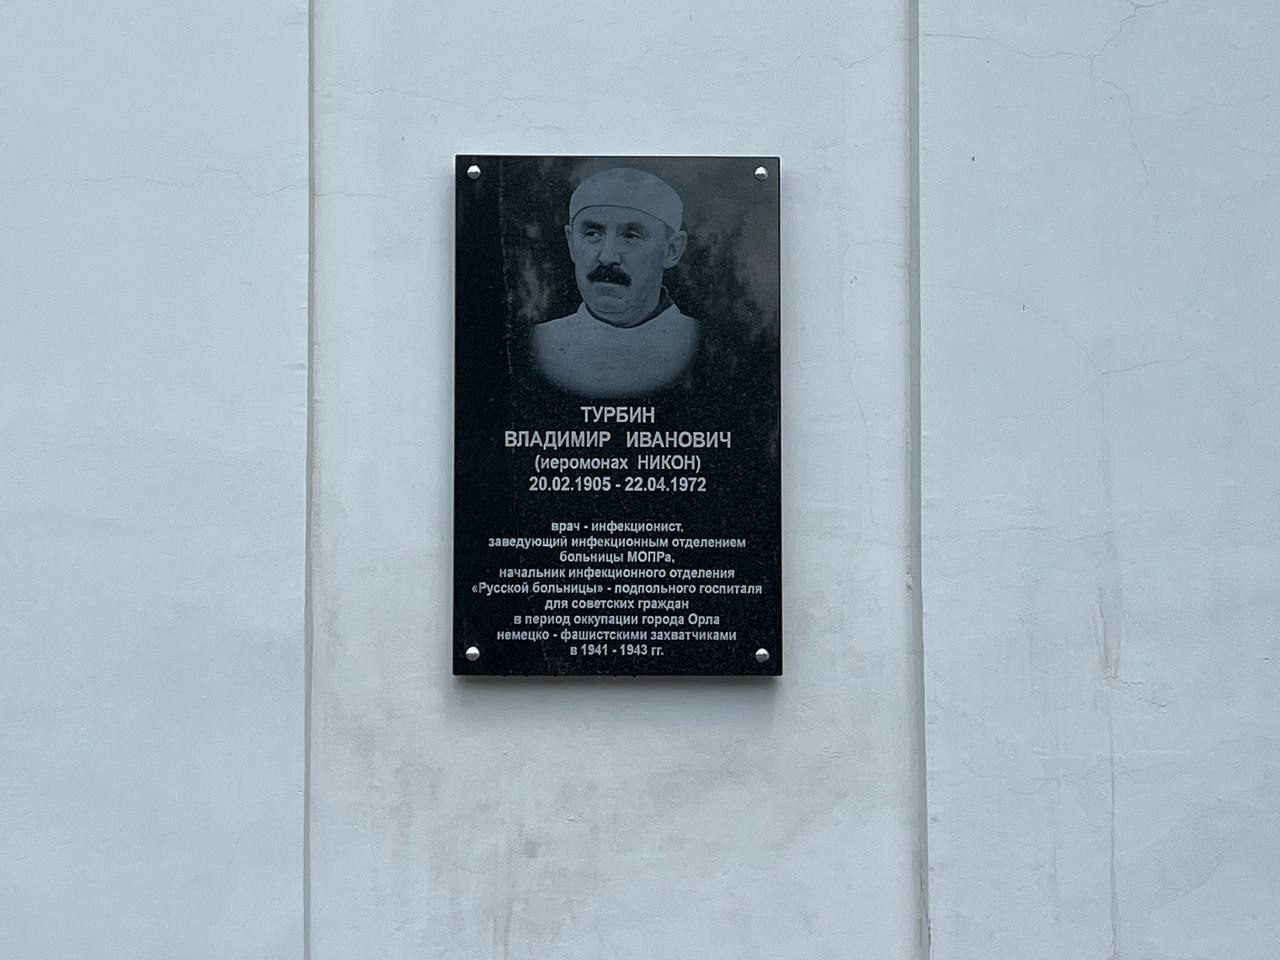 ТУРБИН
ВЛАДИМИР ИВАНОВИЧ
(иеромонах НИКОН)
20.02.1905 - 22.04.1972
врач - инфекционист,
заведующий инфекционным отделением
больницы МОПРа,
начальник инфекционного отделения
«Русской больницы» - подпольного госпиталя
для советских граждан
в период оккупации города Орла
немецко - фашистскими захватчиками
в 1941 - 1943 гг.